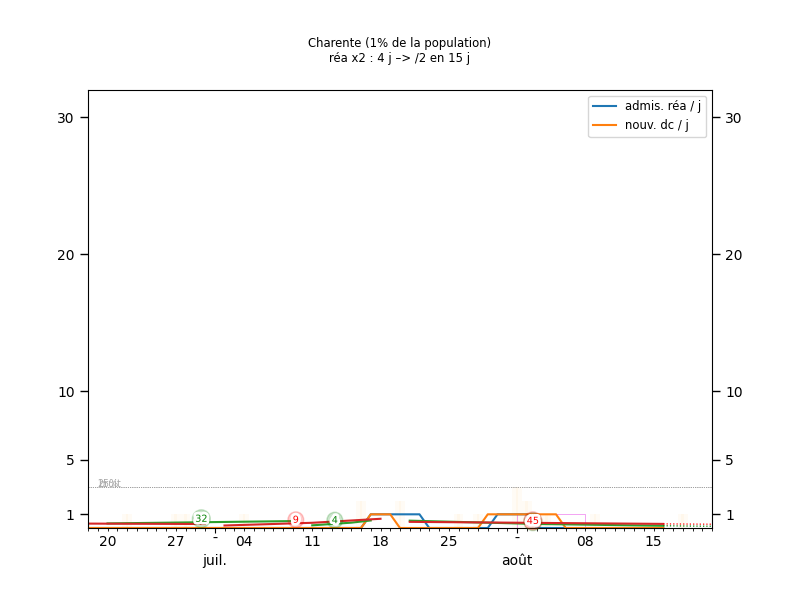 Charente (1% de la population)
réa x2 : 4 j –> /2 en 15 j
admis. réa / j
nouv. dc / j
30 30
20 20
10 10
5 5
1 1
32 9 4 45
20 27 - 04 11 18 25 - 08 15
juil. août